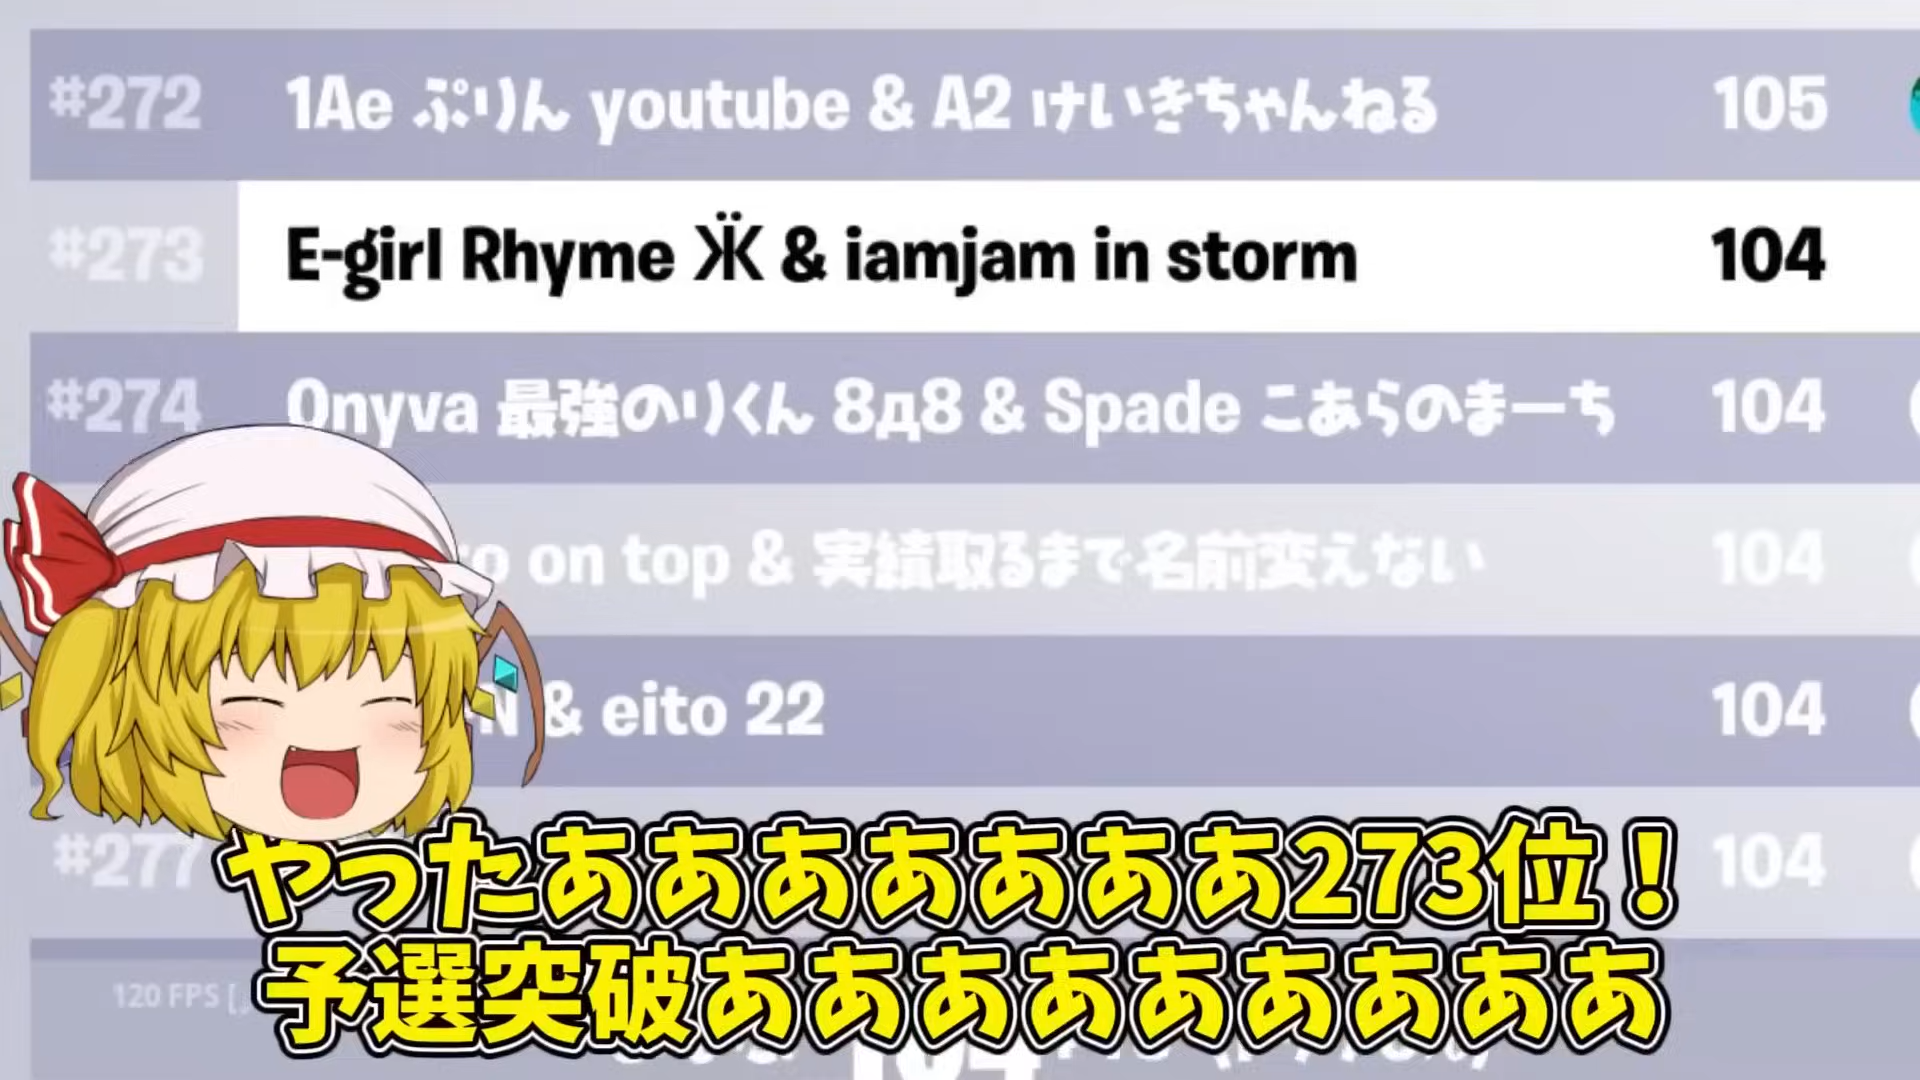 #272 1Ae ぷりん youtube & A2 けいきちゃんねる 105
#273 E-girl Rhyme Ӝ & iamjam in storm 104
#274 Onyva 最強のりくん 8д8 & Spade こあらのまーち 104
on top & 実績取るまで名前変えない 104
& eito 22 104
#277 104
やったあああああああ273位！
予選突破あああああああああ
120 FPS